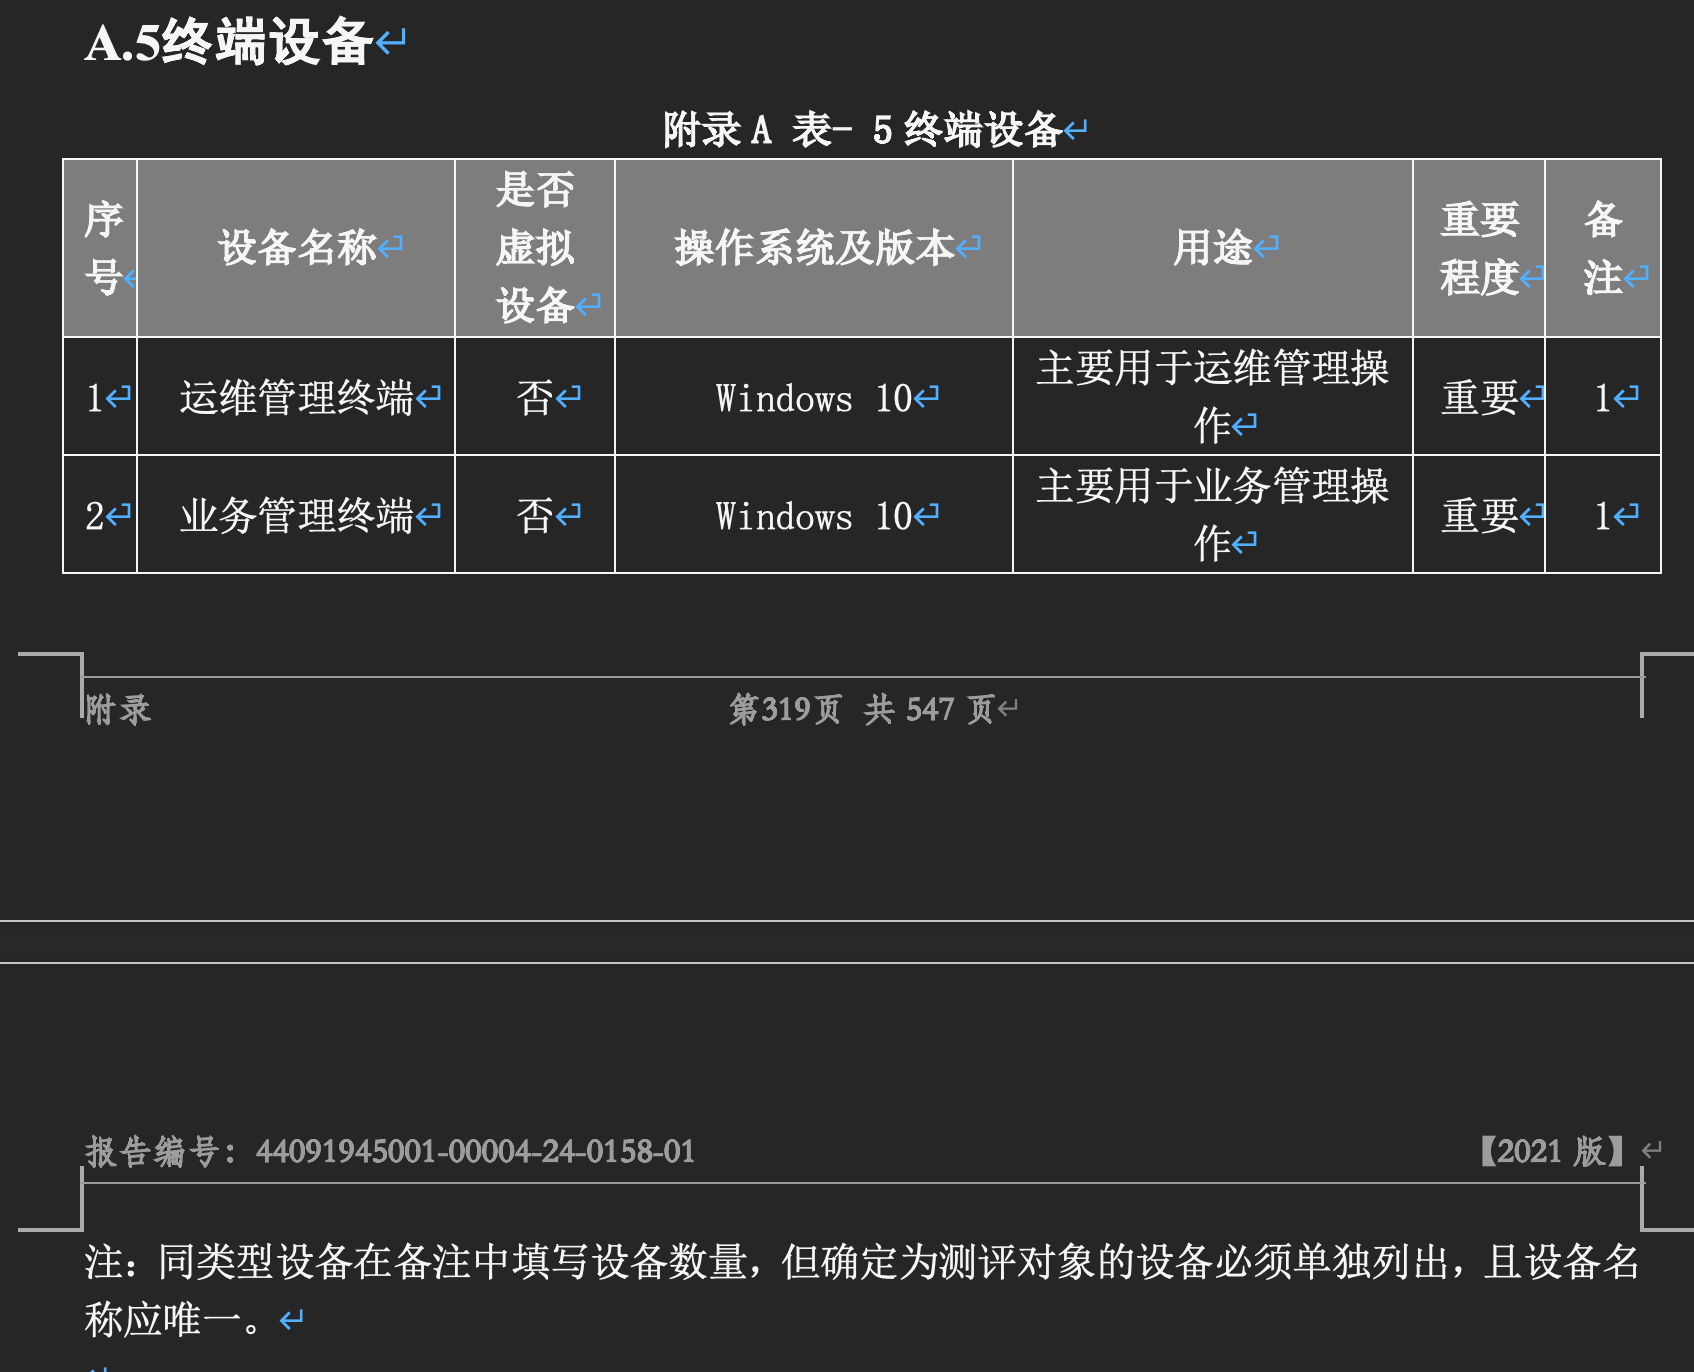 A.5终端设备
附录 A 表- 5 终端设备
序号 设备名称 是否虚拟设备 操作系统及版本 用途 重要程度 备注
1 运维管理终端 否 Windows 10 主要用于运维管理操作 重要 1
2 业务管理终端 否 Windows 10 主要用于业务管理操作 重要 1
附录 第319页 共 547 页
报告编号：44091945001-00004-24-0158-01 【2021 版】
注：同类型设备在备注中填写设备数量，但确定为测评对象的设备必须单独列出，且设备名
称应唯一。